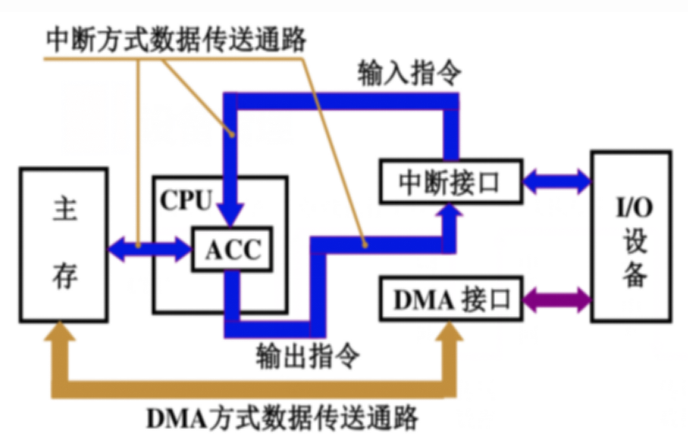 中断方式数据传送通路
输入指令
主
存
CPU
ACC
中断接口
I/O
设
备
DMA 接口
输出指令
DMA方式数据传送通路